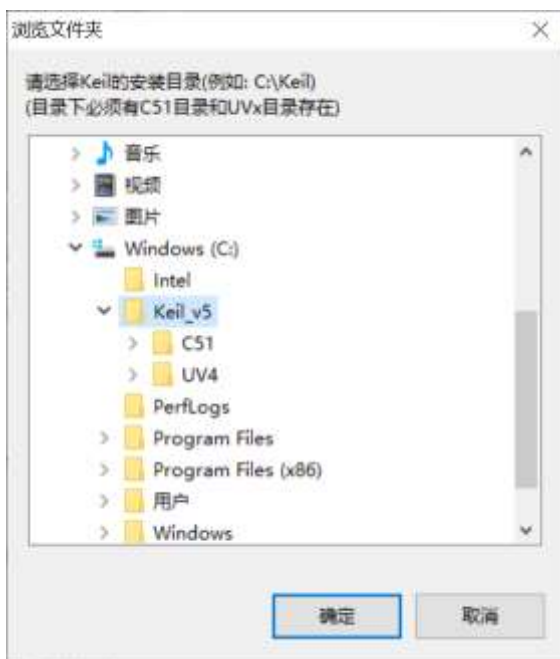 浏览文件夹
请选择Keil的安装目录(例如: C:\Keil)
(目录下必须有C51目录和UVx目录存在)
音乐
视频
图片
Windows (C:)
Intel
Keil_v5
C51
UV4
PerfLogs
Program Files
Program Files (x86)
用户
Windows
确定
取消